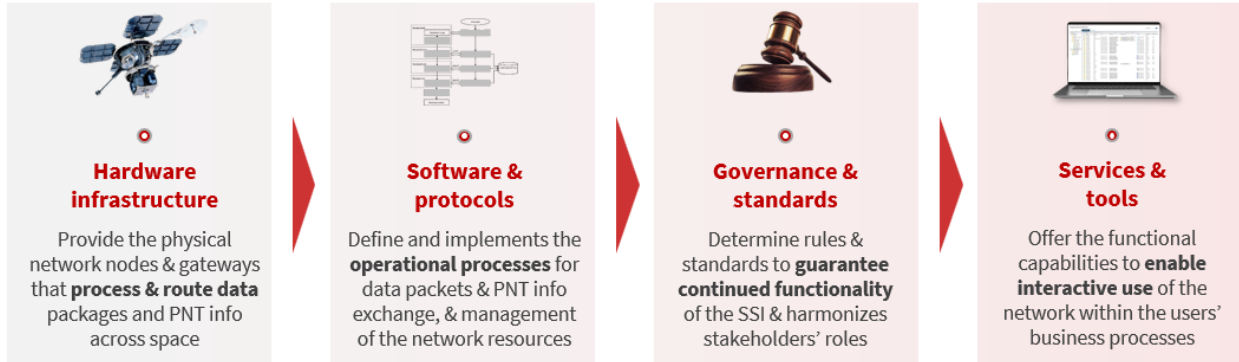 Hardware
infrastructure
Provide the physical
network nodes & gateways
that process & route data
packages and PNT info
across space
Software &
protocols
Define and implements the
operational processes for
data packets & PNT info
exchange, & management
of the network resources
Governance &
standards
Determine rules &
standards to guarantee
continued functionality
of the SSI & harmonizes
stakeholders' roles
Services &
tools
Offer the functional
capabilities to enable
interactive use of the
network within the users'
business processes